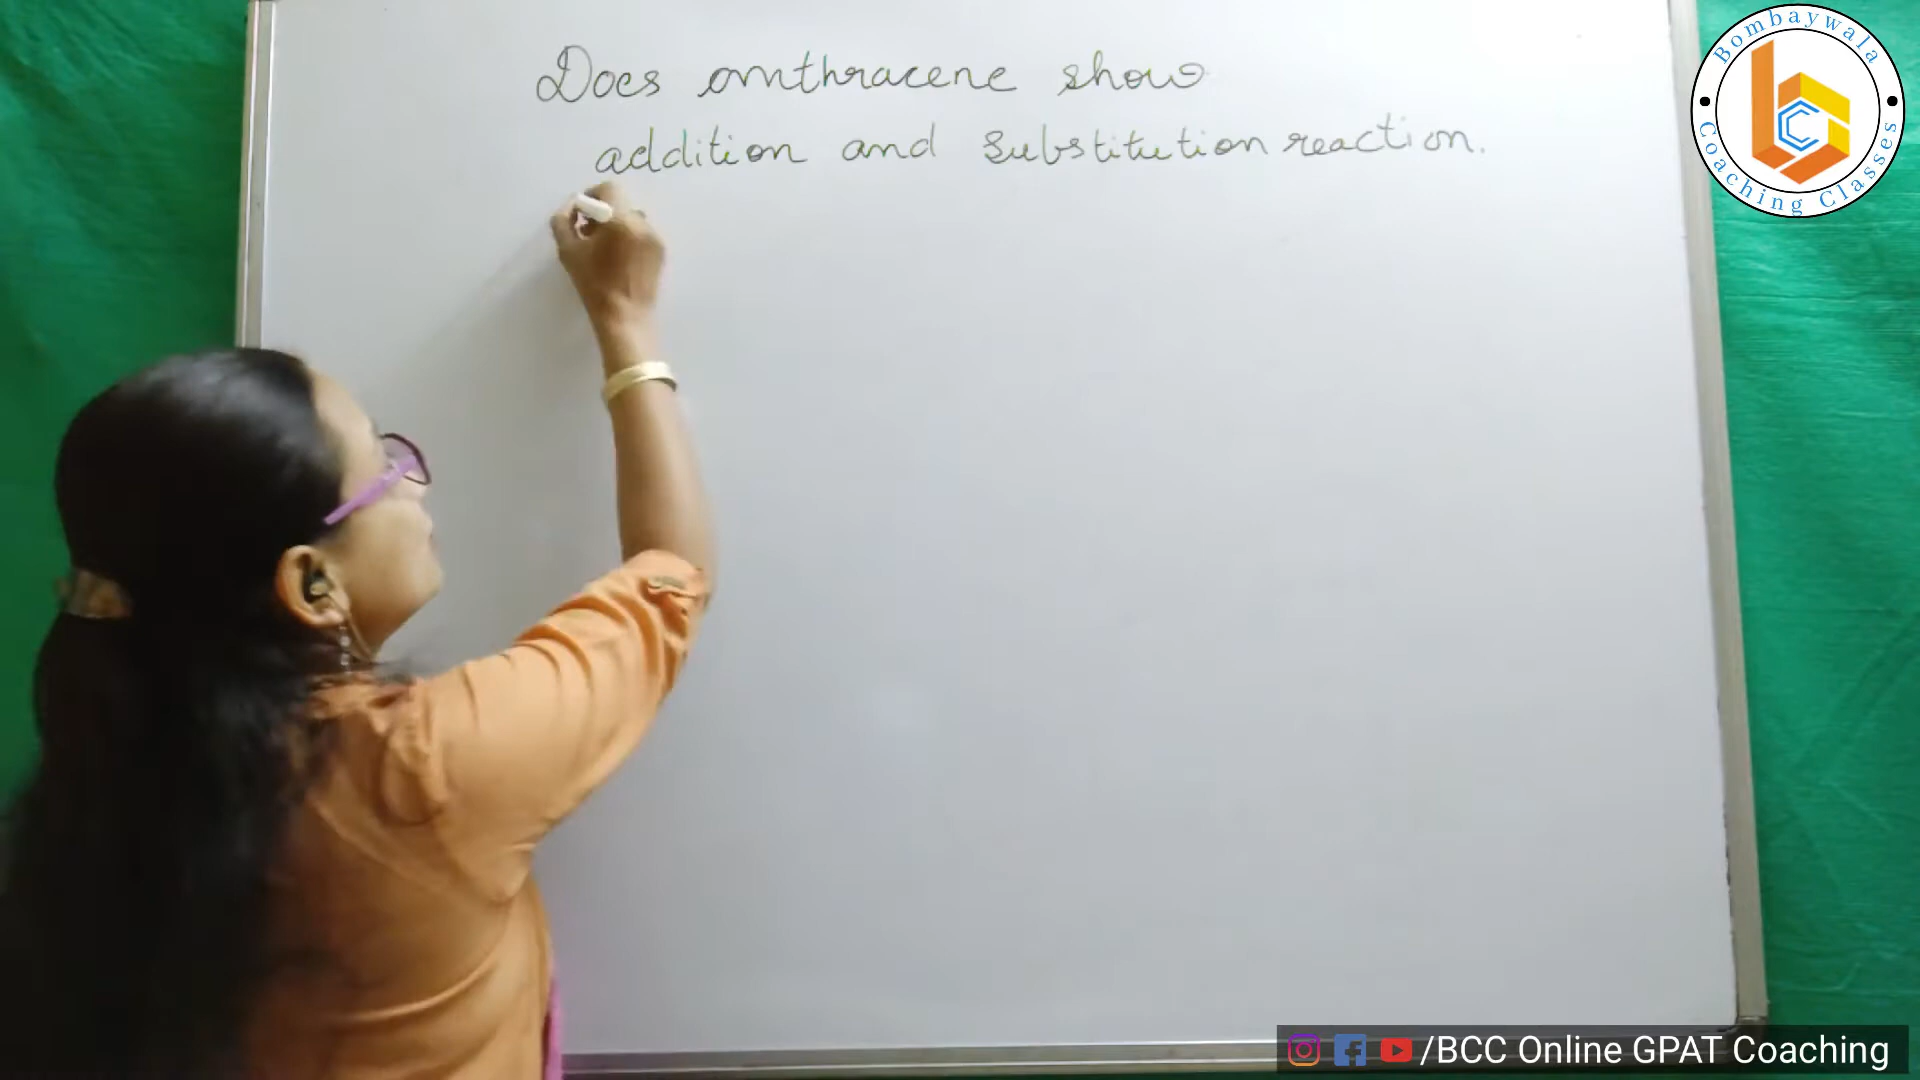 Does anthracene show
addition and substitution reaction.
Bombaywala
Coaching Classes
/BCC Online GPAT Coaching